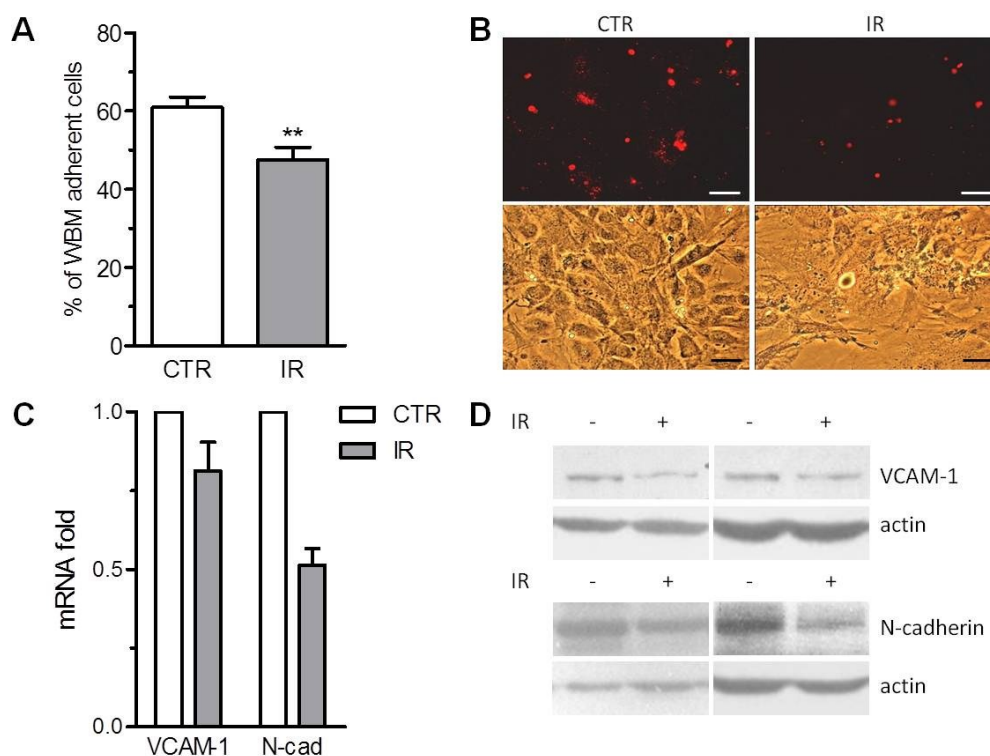 A
% of WBM adherent cells
80
60
40
20
0
**
CTR
IR
B
CTR
IR
C
mRNA fold
1.0
0.5
0.0
CTR
IR
VCAM-1
N-cad
D
IR - + - +
VCAM-1
actin
IR - + - +
N-cadherin
actin